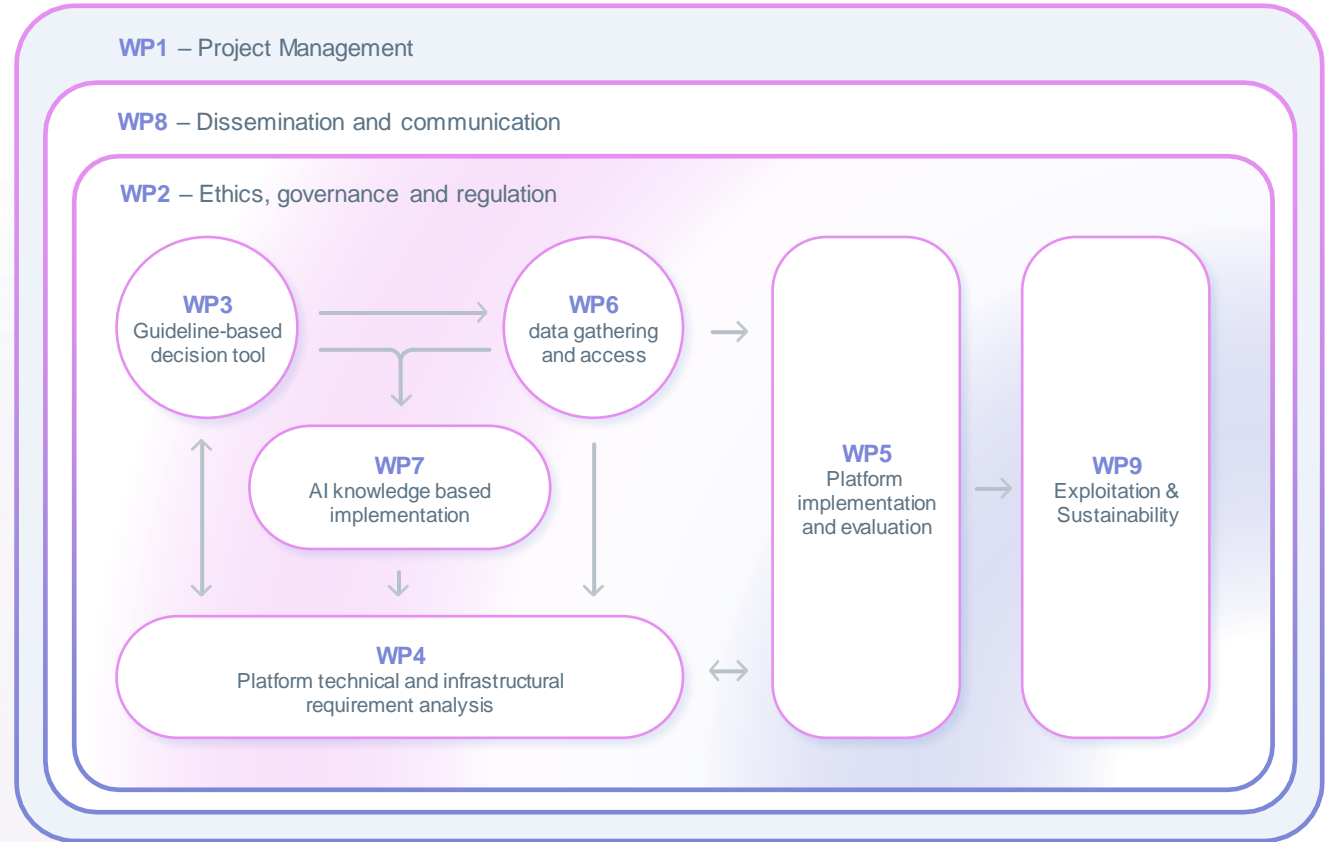 WP1 – Project Management
WP8 – Dissemination and communication
WP2 – Ethics, governance and regulation
WP3
Guideline-based
decision tool
WP6
data gathering
and access
WP7
AI knowledge based
implementation
WP4
Platform technical and infrastructural
requirement analysis
WP5
Platform
implementation
and evaluation
WP9
Exploitation &
Sustainability